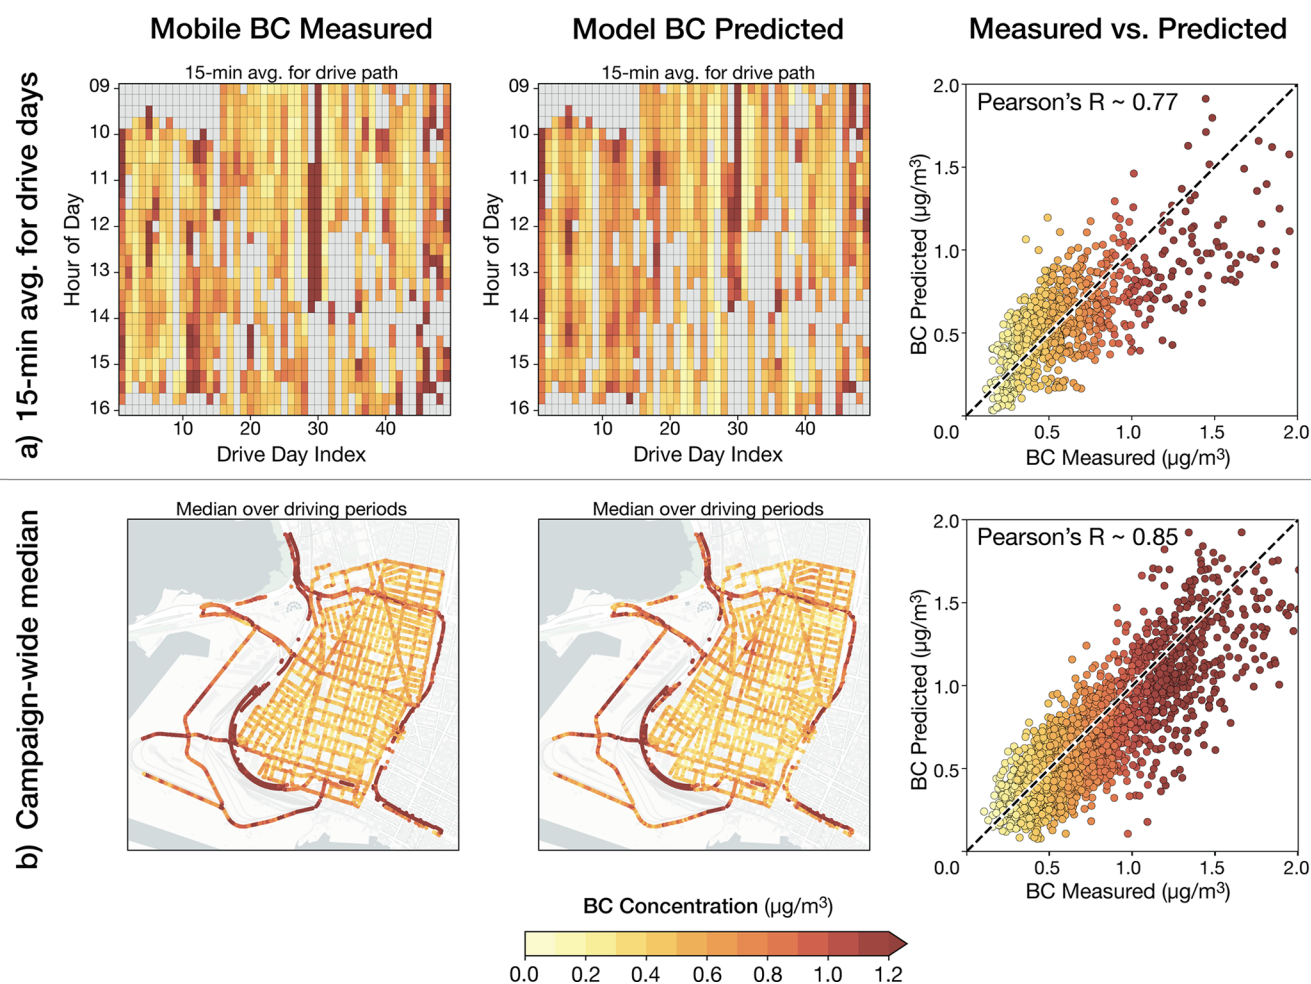 Mobile BC Measured
Model BC Predicted
Measured vs. Predicted
a) 15-min avg. for drive days
15-min avg. for drive path
Hour of Day
09
10
11
12
13
14
15
16
10
20
30
40
Drive Day Index
15-min avg. for drive path
Hour of Day
09
10
11
12
13
14
15
16
10
20
30
40
Drive Day Index
Pearson's R ~ 0.77
BC Predicted (µg/m³)
2.0
1.5
1.0
0.5
0.0
0.5
1.0
1.5
2.0
BC Measured (µg/m³)
b) Campaign-wide median
Median over driving periods
Median over driving periods
Pearson's R ~ 0.85
BC Predicted (µg/m³)
2.0
1.5
1.0
0.5
0.0
0.5
1.0
1.5
2.0
BC Measured (µg/m³)
BC Concentration (µg/m³)
0.0
0.2
0.4
0.6
0.8
1.0
1.2